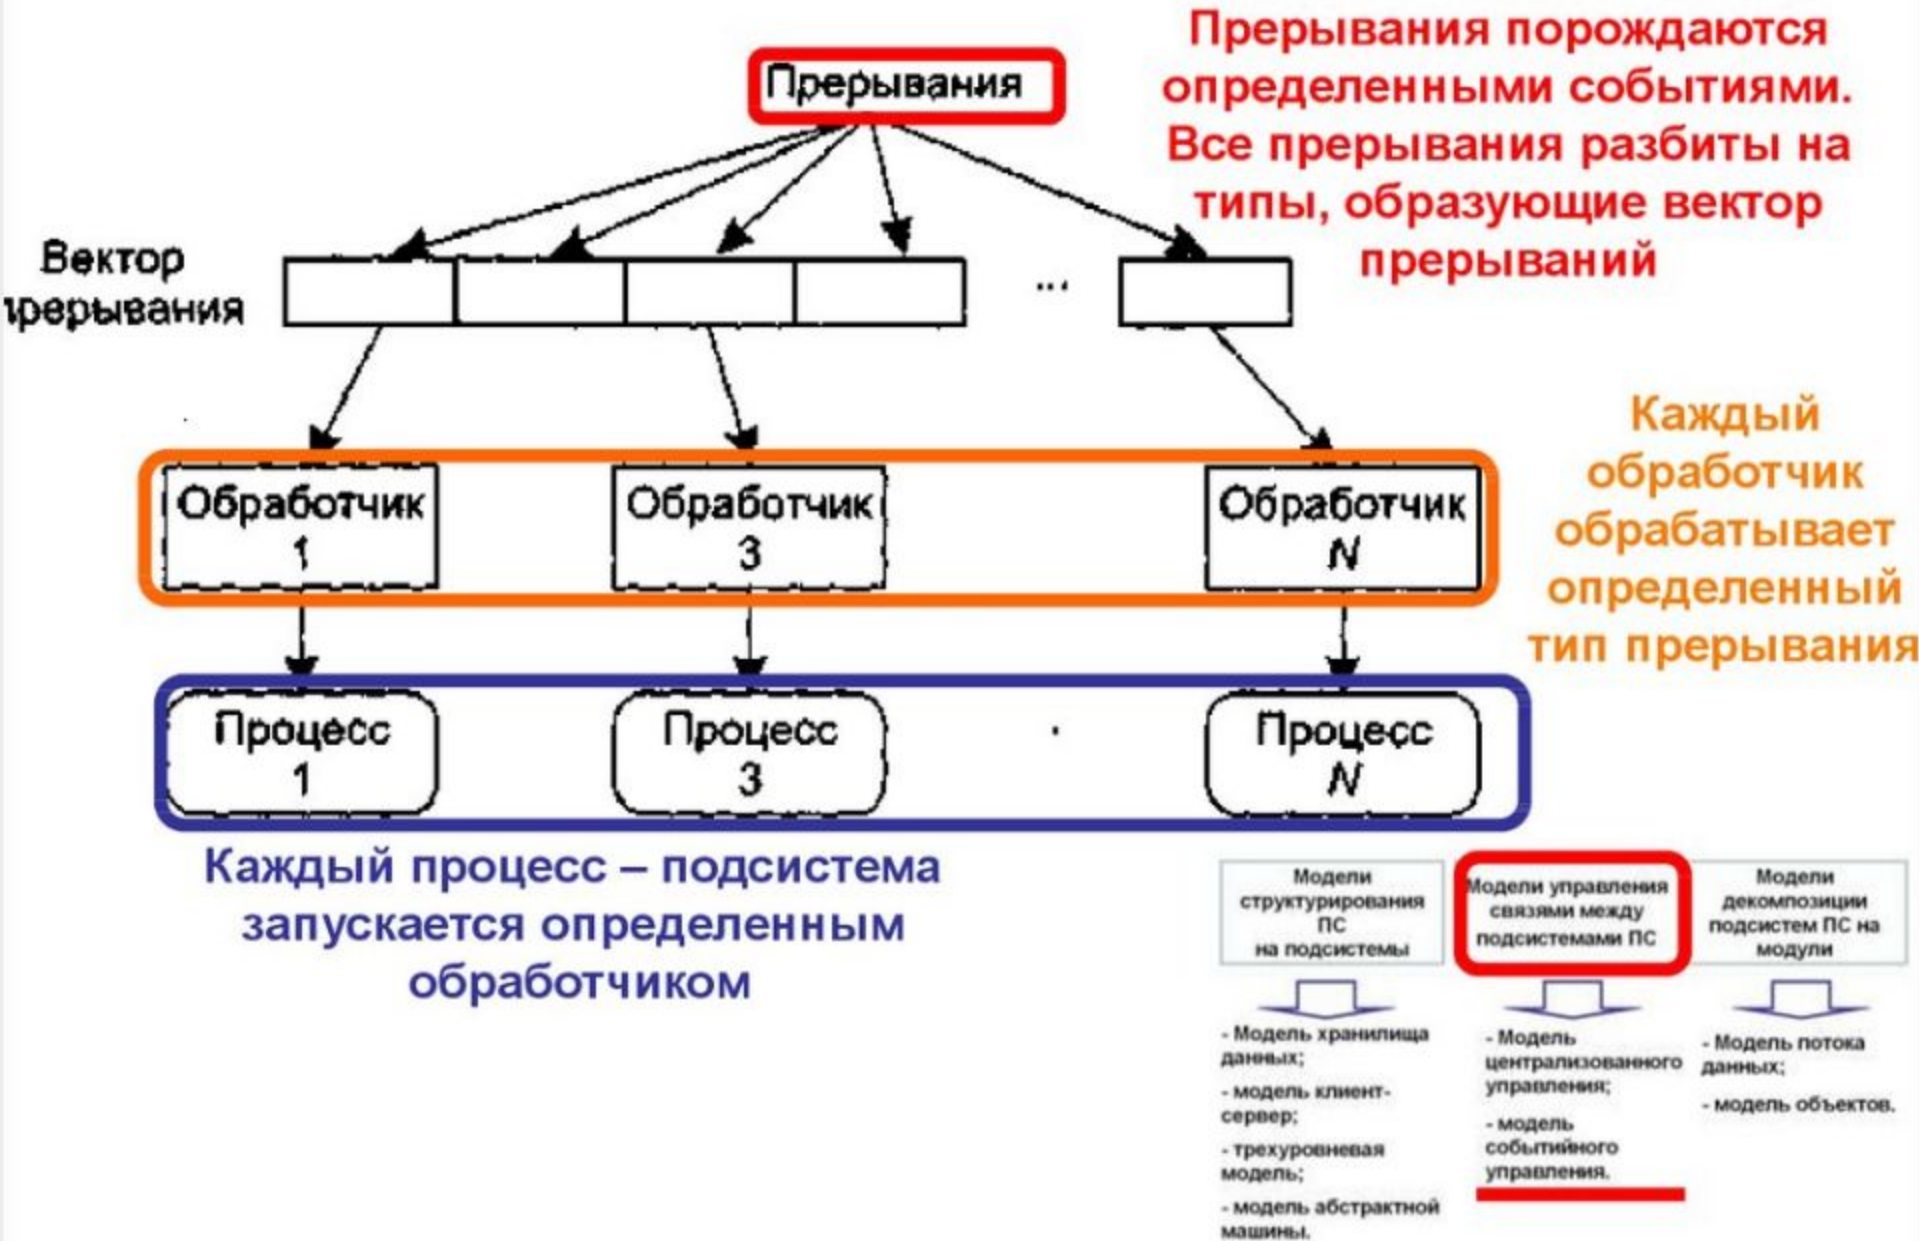 Прерывания
Прерывания порождаются
определенными событиями.
Все прерывания разбиты на
типы, образующие вектор
прерываний
Вектор
прерывания
...
Каждый
обработчик
обрабатывает
определенный
тип прерывания
Обработчик
1
Обработчик
3
Обработчик
N
Процесс
1
Процесс
3
Процесс
N
Каждый процесс – подсистема
запускается определенным
обработчиком
Модели
структурирования
ПС
на подсистемы
- Модель хранилища
данных;
- модель клиент-
сервер;
- трехуровневая
модель;
- модель абстрактной
машины.
Модели управления
связями между
подсистемами ПС
- Модель
централизованного
управления;
- модель
событийного
управления.
Модели
декомпозиции
подсистем ПС на
модули
- Модель потока
данных;
- модель объектов.